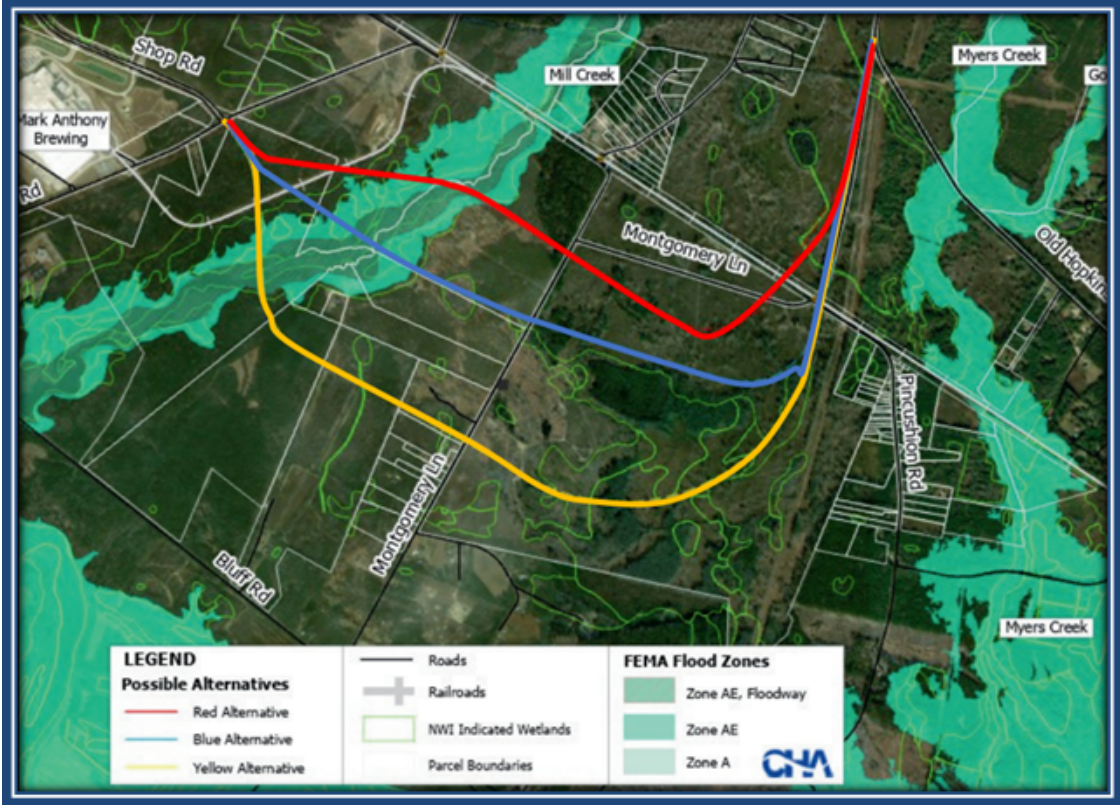 Shop Rd
Mill Creek
Myers Creek
Go
Mark Anthony
Brewing
Rd
Montgomery Ln
Old Hopkins
Pincushion Rd
Montgomery Ln
Bluff Rd
Myers Creek
LEGEND
Possible Alternatives
Red Alternative
Blue Alternative
Yellow Alternative
Roads
Railroads
NWI Indicated Wetlands
Parcel Boundaries
FEMA Flood Zones
Zone AE, Floodway
Zone AE
Zone A
CHA